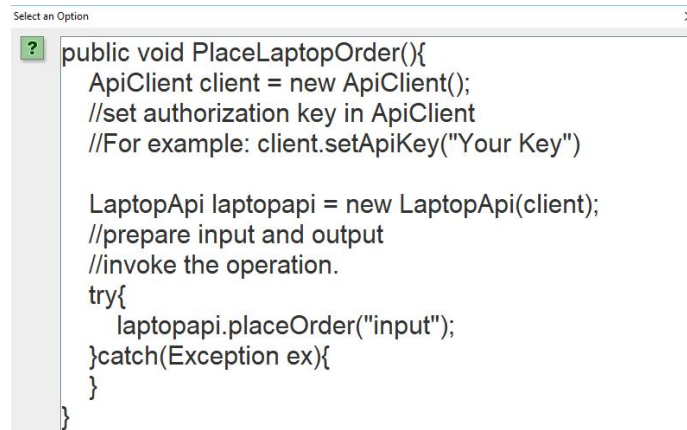 Select an Option
?
public void PlaceLaptopOrder(){
ApiClient client = new ApiClient();
//set authorization key in ApiClient
//For example: client.setApiKey("Your Key")
LaptopApi laptopapi = new LaptopApi(client);
//prepare input and output
//invoke the operation.
try{
laptopapi.placeOrder("input");
}catch(Exception ex){
}
}